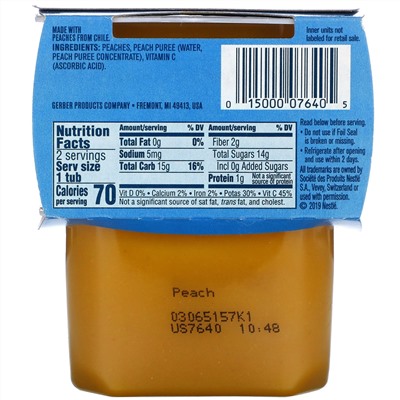 MADE WITH
PEACHES FROM CHILE.
INGREDIENTS: PEACHES, PEACH PUREE (WATER,
PEACH PUREE CONCENTRATE), VITAMIN C
(ASCORBIC ACID).
GERBER PRODUCTS COMPANY • FREMONT, MI 49413, USA
Inner units not
labeled for retail sale.
0 15000 07640 5
Nutrition
Facts
2 servings
Serv size
1 tub
Calories 70
per serving
Amount/serving % DV
Total Fat 0g 0%
Sodium 5mg
Total Carb 15g 16%
Amount/serving % DV
Fiber 2g
Total Sugars 14g
Incl 0g Added Sugars
Protein 1g Not a significant
source of protein
Vit D 0% • Calcium 2% • Iron 2% • Potas 30% • Vit C 45%
Not a significant source of sat fat, trans fat, and cholest.
Read below before serving.
• Do not use if Foil Seal
is broken or missing.
• Refrigerate after opening
and use within 2 days.
All trademarks are owned by
Société des Produits Nestlé
S.A., Vevey, Switzerland or
used with permission.
© 2019 Nestlé.
Peach
03065157K1
US7640 10:48